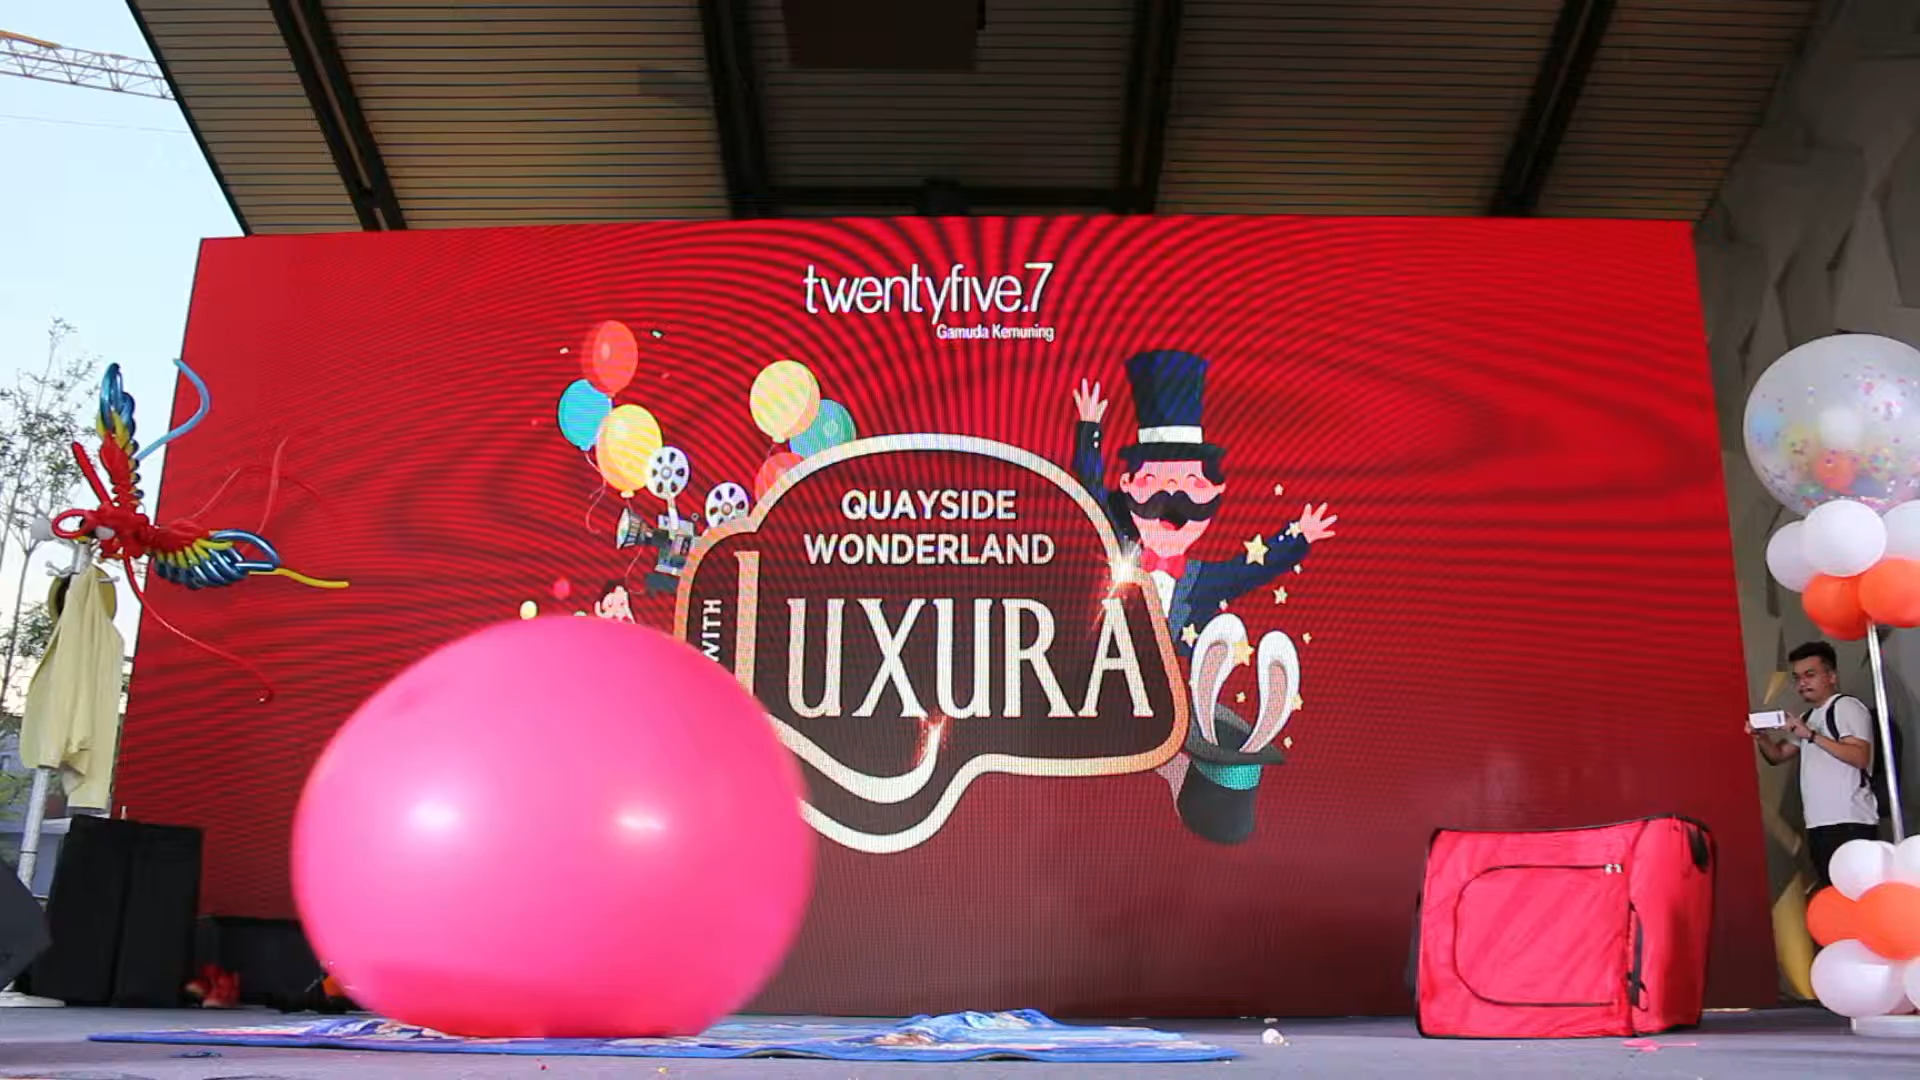 twentyfive.7
Gamuda Kemuning
QUAYSIDE
WONDERLAND
WITH
LUXURA